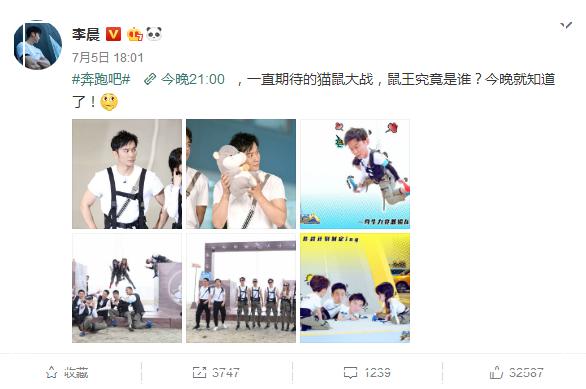 李晨
7月5日 18:01
#奔跑吧# 今晚21:00 ，一直期待的猫鼠大战，鼠王究竟是谁？今晚就知道
了！
收藏
3747
1239
32587